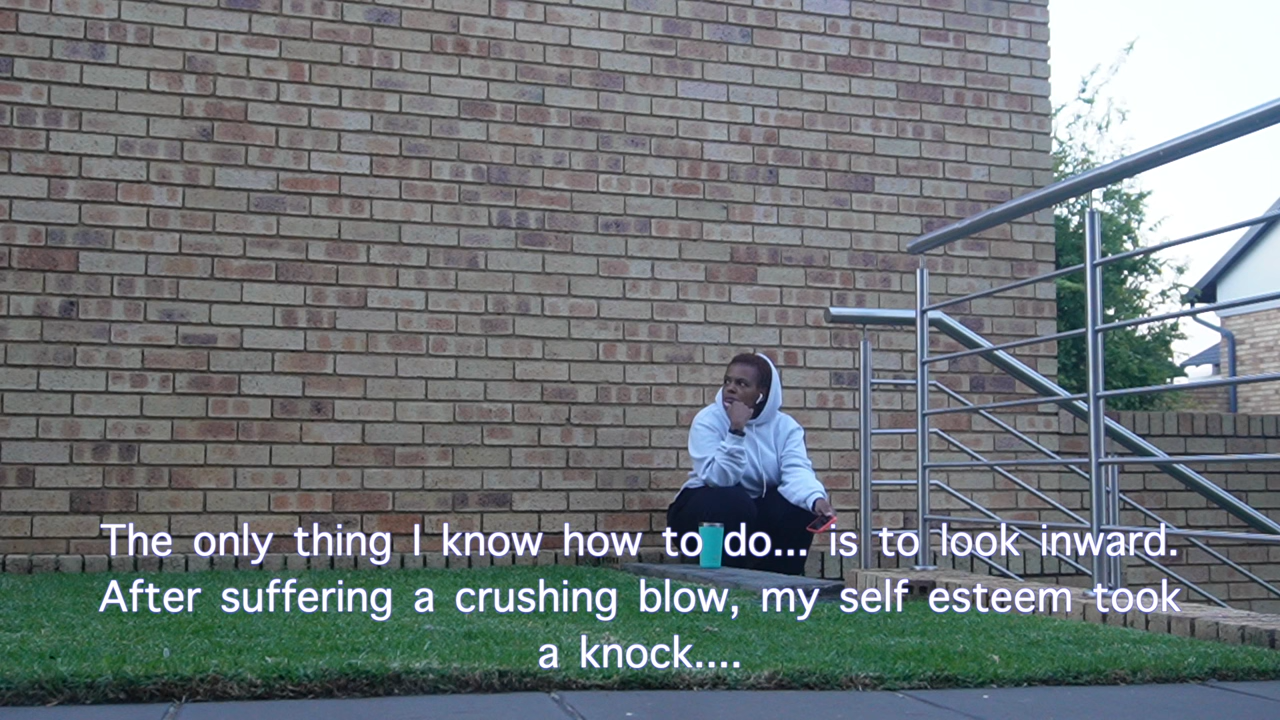 The only thing I know how to do... is to look inward.
After suffering a crushing blow, my self esteem took
a knock....